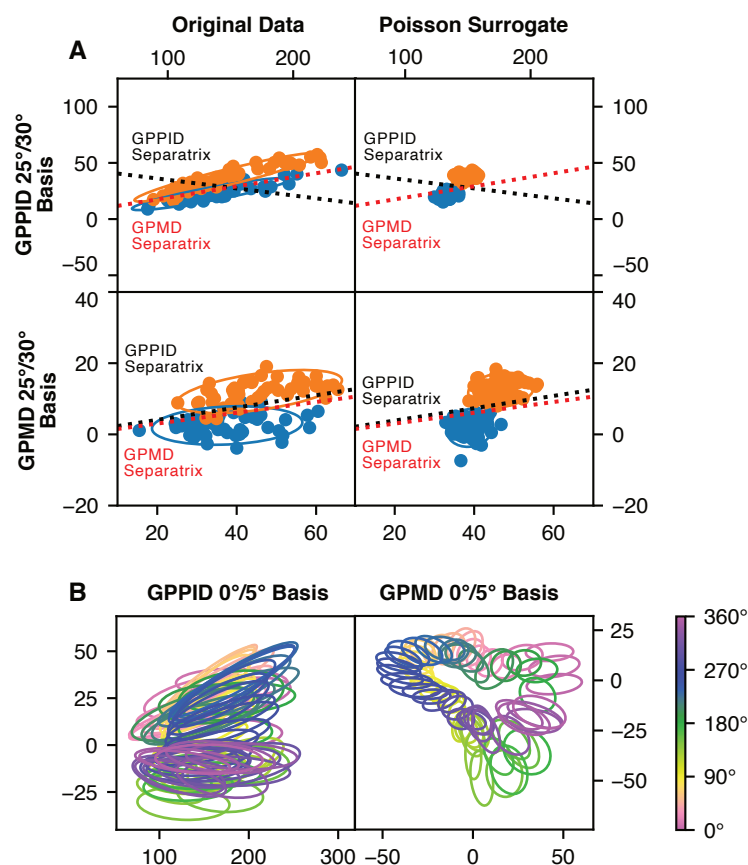 Original Data Poisson Surrogate
A
100 200 100 200
GPPID 25°/30°
Basis
100 100
50 50
0 0
−50 −50
GPPID
Separatrix
GPMD
Separatrix
GPPID
Separatrix
GPMD
Separatrix
GPMD 25°/30°
Basis
40 40
20 20
0 0
−20 −20
GPPID
Separatrix
GPMD
Separatrix
GPPID
Separatrix
GPMD
Separatrix
20 40 60 20 40 60
B
GPPID 0°/5° Basis GPMD 0°/5° Basis
50
25
0
−25
25
0
−25
−50
100 200 300 −50 0 50
360°
270°
180°
90°
0°